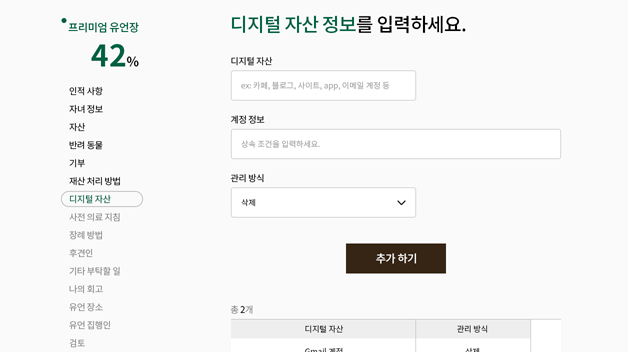 프리미엄 유언장
42%
인적 사항
자녀 정보
자산
반려 동물
기부
재산 처리 방법
디지털 자산
사전 의료 지침
장례 방법
후견인
기타 부탁할 일
나의 회고
유언 장소
유언 집행인
검토
디지털 자산 정보를 입력하세요.
디지털 자산
ex: 카페, 블로그, 사이트, app, 이메일 계정 등
계정 정보
상속 조건을 입력하세요.
관리 방식
삭제
추가 하기
총 2개
디지털 자산 관리 방식
Gmail 계정 삭제